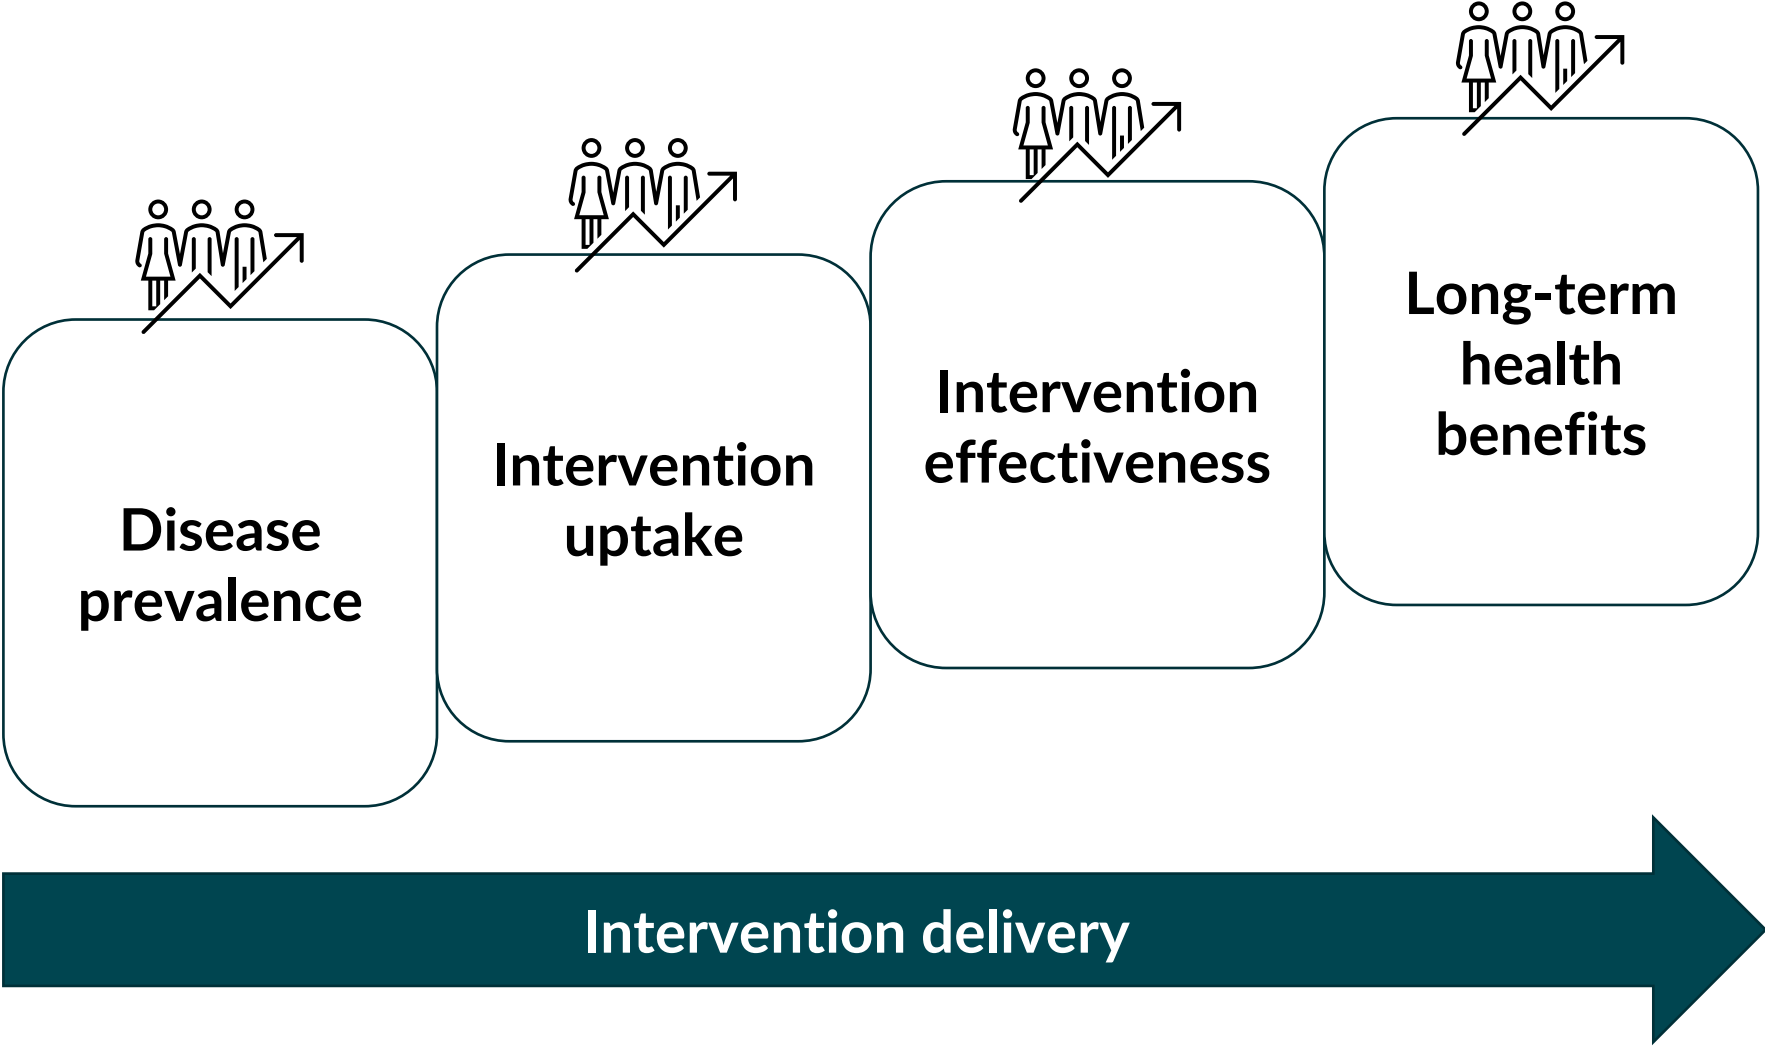 Disease
prevalence
Intervention
uptake
Intervention
effectiveness
Long-term
health
benefits
Intervention delivery